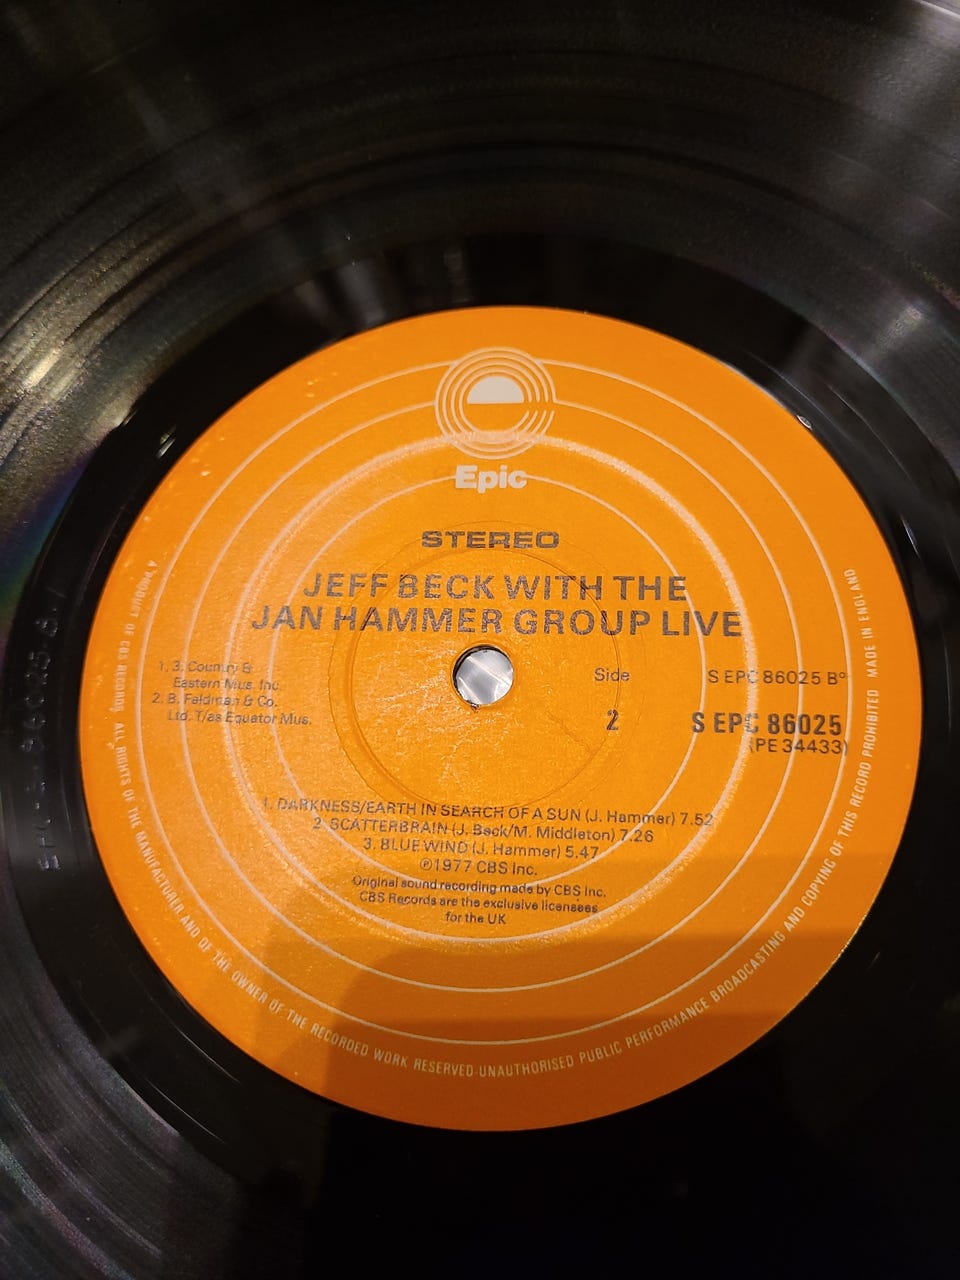 Epic
STEREO
JEFF BECK WITH THE
JAN HAMMER GROUP LIVE
1. 3. Country &
Eastern Mus. Inc.
2. B. Feldman & Co.
Ltd. T/as Equator Mus.
Side
2
S EPC 86025 B°
S EPC 86025
(PE 34433)
1. DARKNESS/EARTH IN SEARCH OF A SUN (J. Hammer) 7.52
2. SCATTERBRAIN (J. Beck/M. Middleton) 7.26
3. BLUE WIND (J. Hammer) 5.47
℗1977 CBS Inc.
Original sound recording made by CBS Inc.
CBS Records are the exclusive licensees
for the UK
A PRODUCT OF CBS RECORDS ALL RIGHTS OF THE MANUFACTURER AND OF THE OWNER OF THE RECORDED WORK RESERVED·UNAUTHORISED PUBLIC PERFORMANCE BROADCASTING AND COPYING OF THIS RECORD PROHIBITED MADE IN ENGLAND